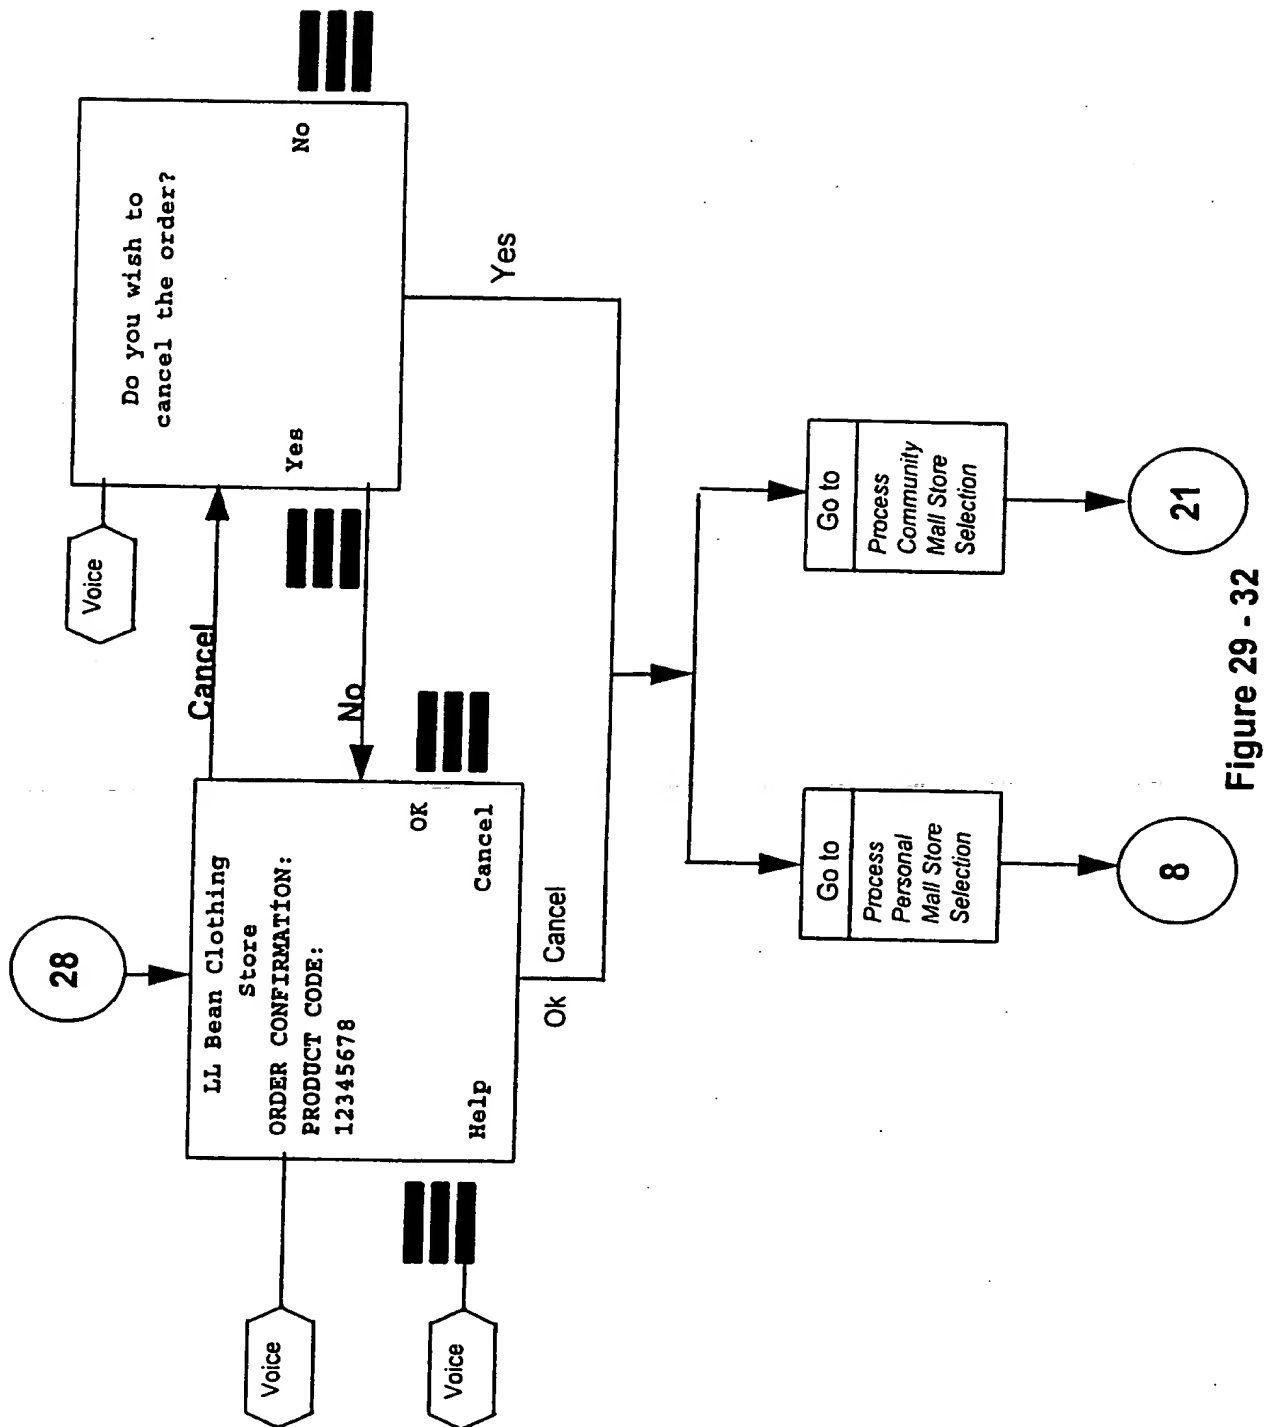 28
Voice
Voice
LL Bean Clothing
Store
ORDER CONFIRMATION:
PRODUCT CODE:
12345678
OK
Help
Cancel
Cancel
No
Voice
Do you wish to
cancel the order?
Yes
No
Ok
Cancel
Yes
Go to
Process
Personal
Mall Store
Selection
8
Go to
Process
Community
Mall Store
Selection
21
Figure 29 - 32